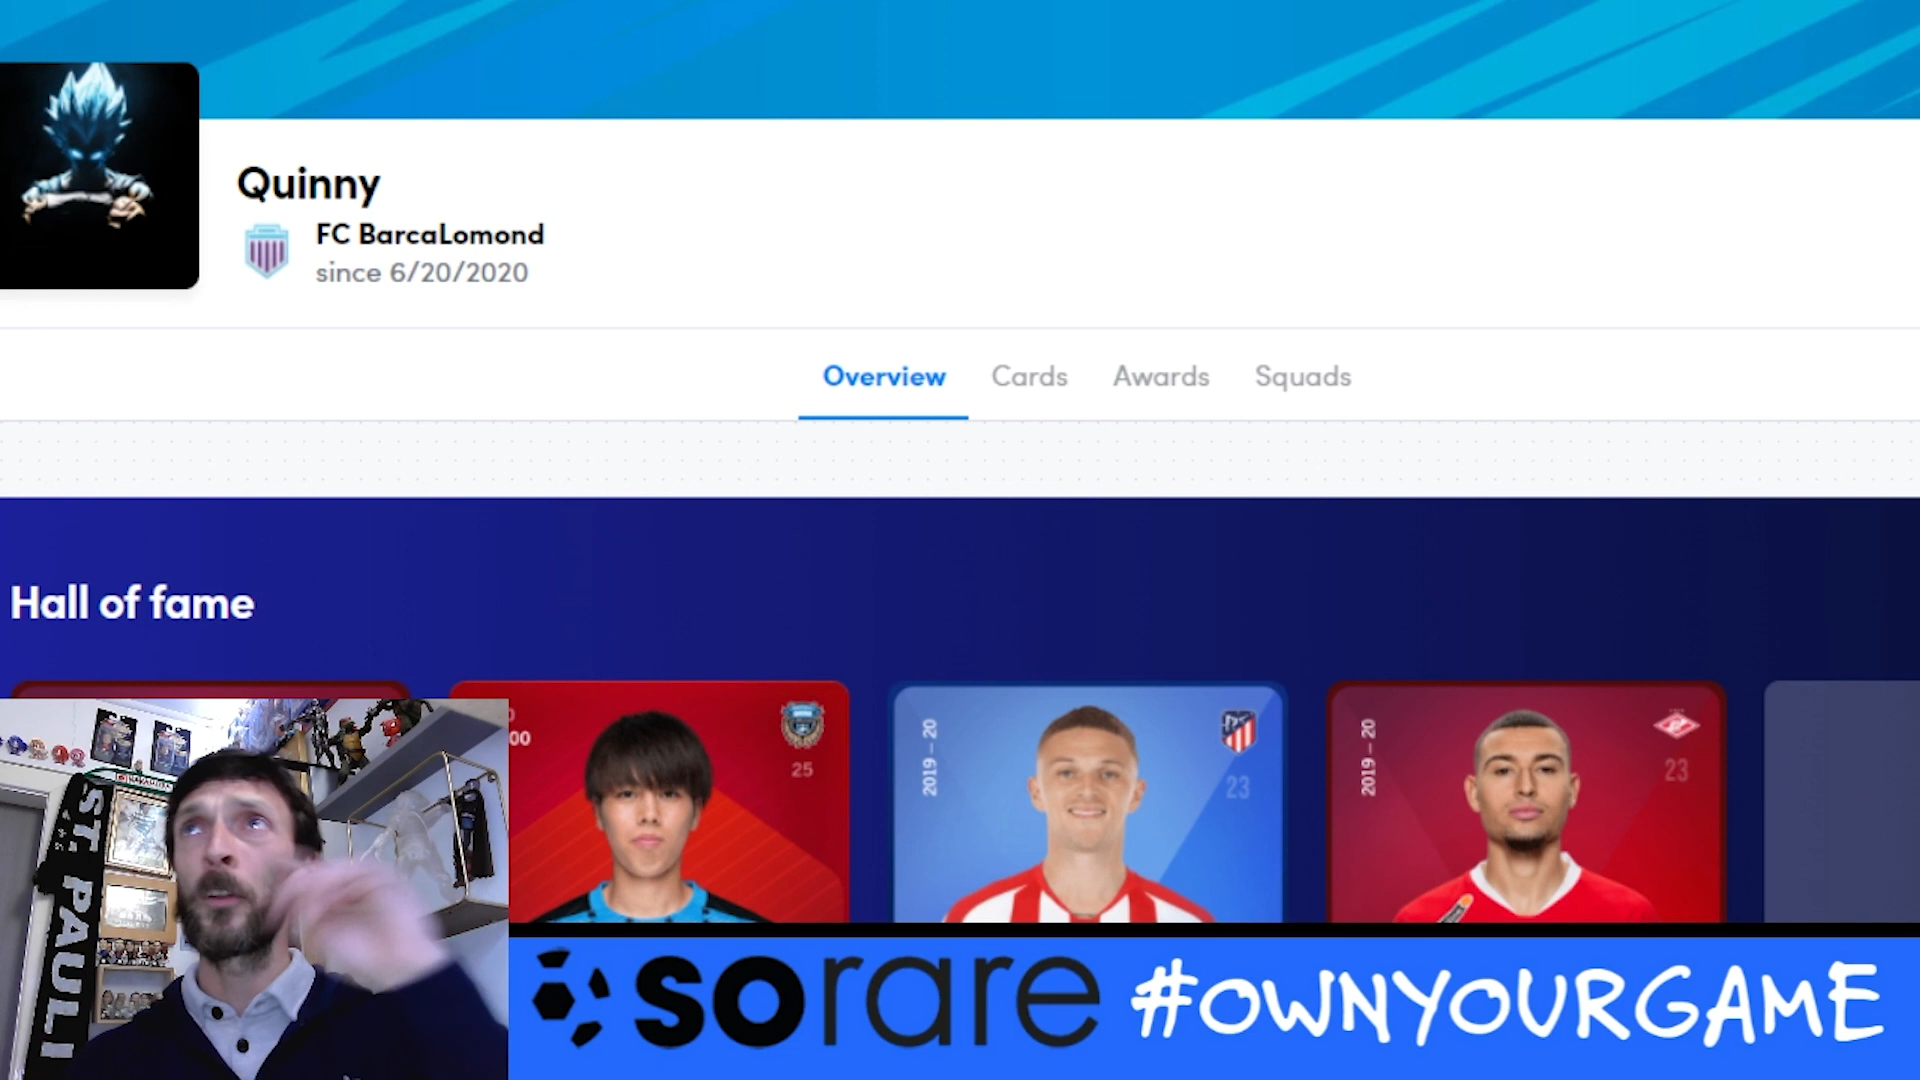 Quinny
FC BarcaLomond
since 6/20/2020
Overview
Cards
Awards
Squads
Hall of fame
00
25
2019 – 20
23
2019 – 20
23
ST. PAULI
sorare #OWNYOURGAME